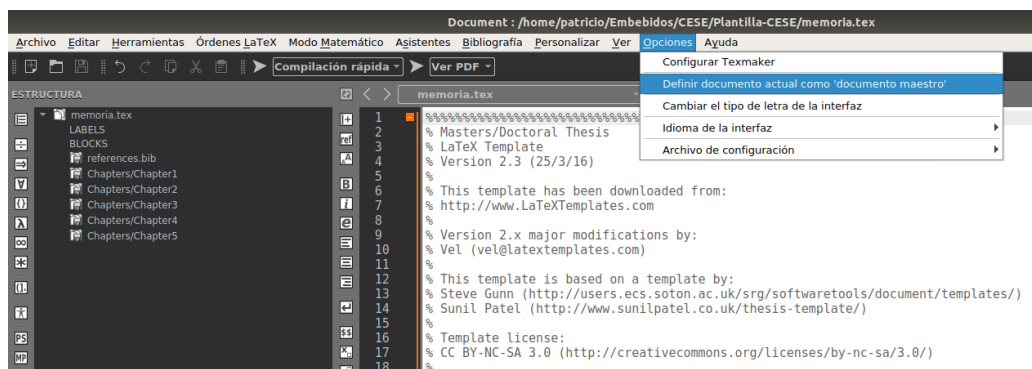 Document : /home/patricio/Embebidos/CESE/Plantilla-CESE/memoria.tex
Archivo Editar Herramientas Órdenes LaTeX Modo Matemático Asistentes Bibliografía Personalizar Ver Opciones Ayuda
Compilación rápida Ver PDF
Configurar Texmaker
Definir documento actual como 'documento maestro'
Cambiar el tipo de letra de la interfaz
Idioma de la interfaz
Archivo de configuración
ESTRUCTURA
memoria.tex
LABELS
BLOCKS
references.bib
Chapters/Chapter1
Chapters/Chapter2
Chapters/Chapter3
Chapters/Chapter4
Chapters/Chapter5
memoria.tex
1 %%%%%%%%%%%%%%%%%%%%%%%%%%%%%
2 % Masters/Doctoral Thesis
3 % LaTeX Template
4 % Version 2.3 (25/3/16)
5 %
6 % This template has been downloaded from:
7 % http://www.LaTeXTemplates.com
8 %
9 % Version 2.x major modifications by:
10 % Vel (vel@latextemplates.com)
11 %
12 % This template is based on a template by:
13 % Steve Gunn (http://users.ecs.soton.ac.uk/srg/softwaretools/document/templates/)
14 % Sunil Patel (http://www.sunilpatel.co.uk/thesis-template/)
15 %
16 % Template license:
17 % CC BY-NC-SA 3.0 (http://creativecommons.org/licenses/by-nc-sa/3.0/)
18 %